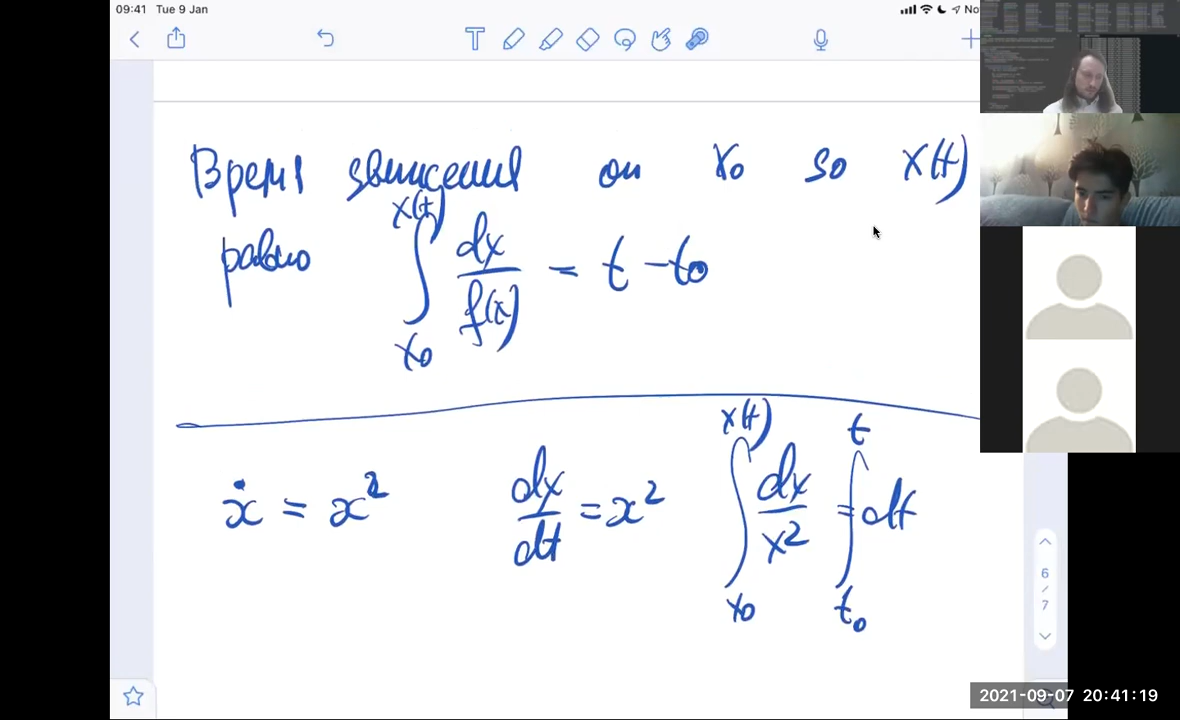 09:41 Tue 9 Jan
No
Время движения от x₀ до x(t)
равно ∫_{x₀}^{x(t)} dx/f(x) = t - t₀
ẋ = x² dx/dt = x² ∫_{x₀}^{x(t)} dx/x² = ∫_{t₀}^{t} dt
6
/
7
2021-09-07 20:41:19